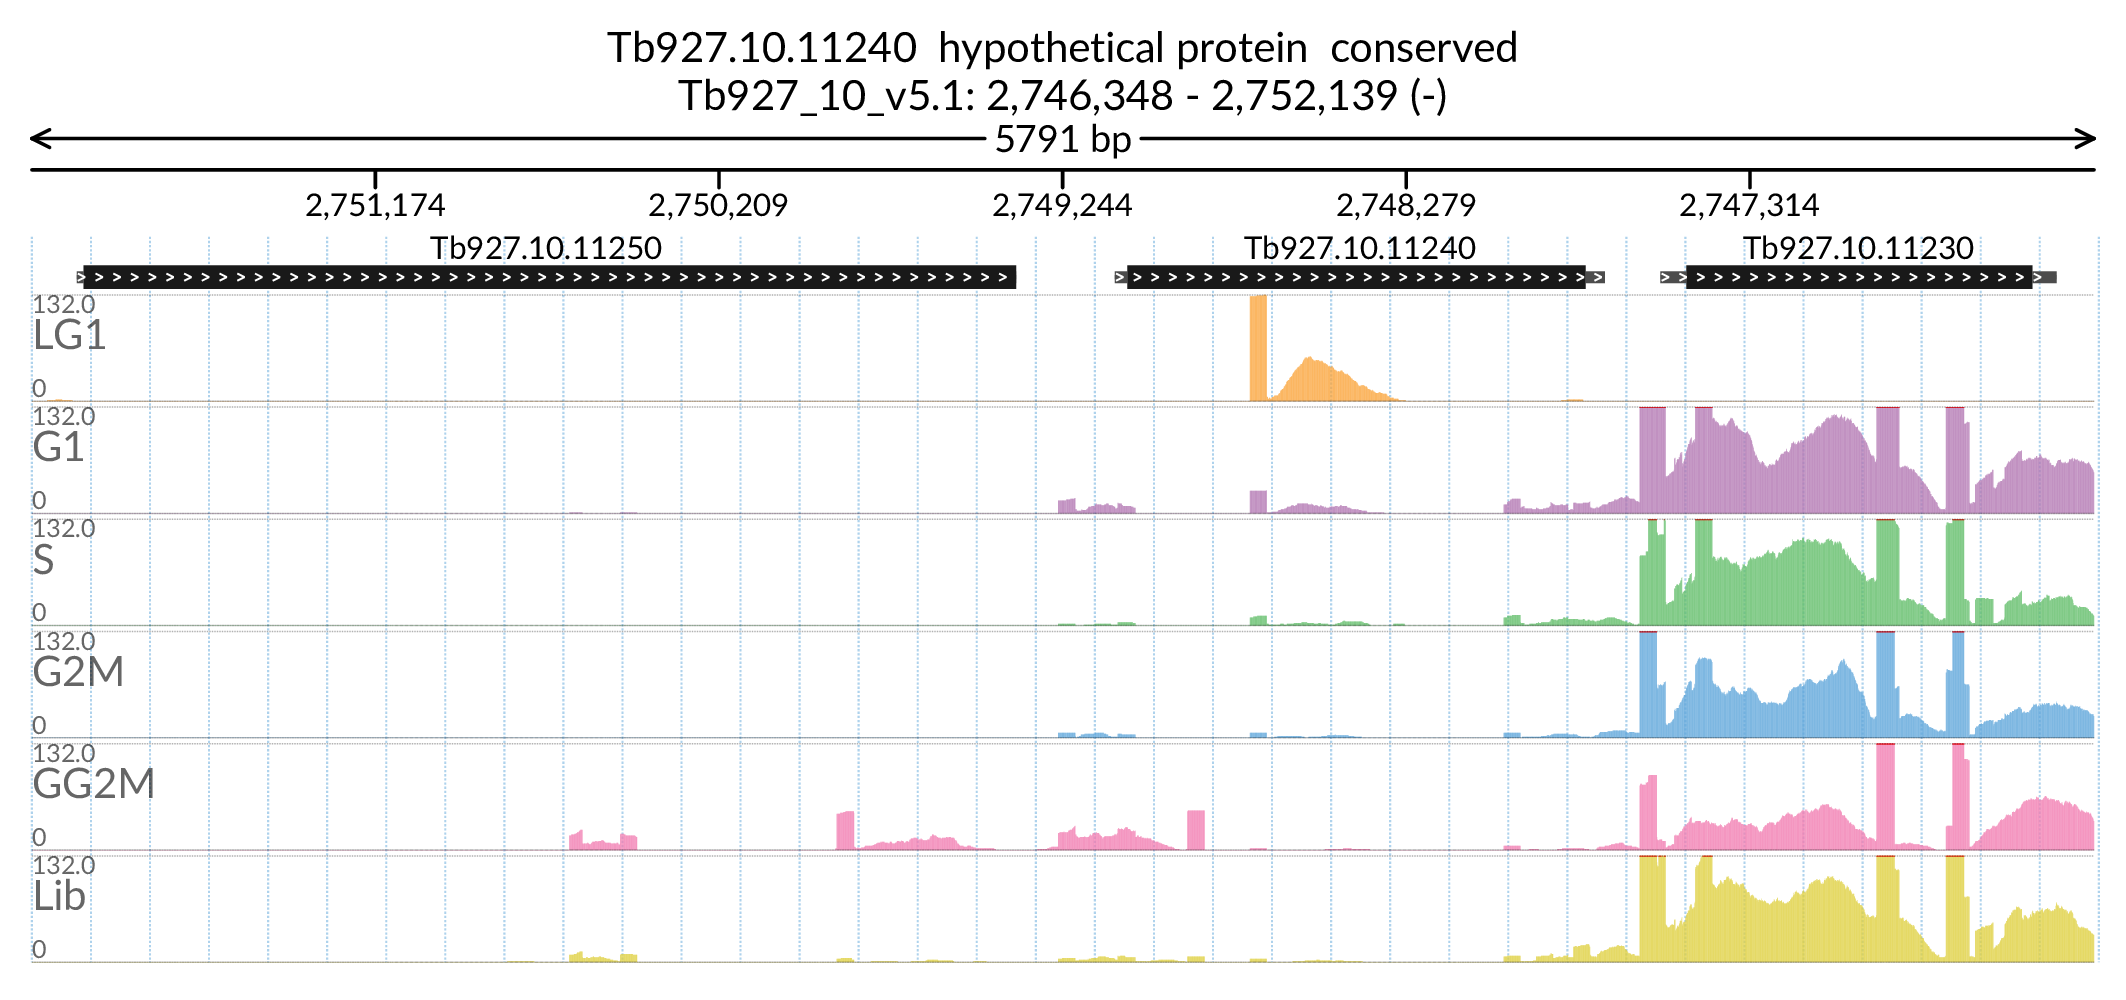 Tb927.10.11240 hypothetical protein conserved
Tb927_10_v5.1: 2,746,348 - 2,752,139 (-)
5791 bp
2,751,174 2,750,209 2,749,244 2,748,279 2,747,314
Tb927.10.11250 Tb927.10.11240 Tb927.10.11230
132.0
LG1
0
132.0
G1
0
132.0
S
0
132.0
G2M
0
132.0
GG2M
0
132.0
Lib
0